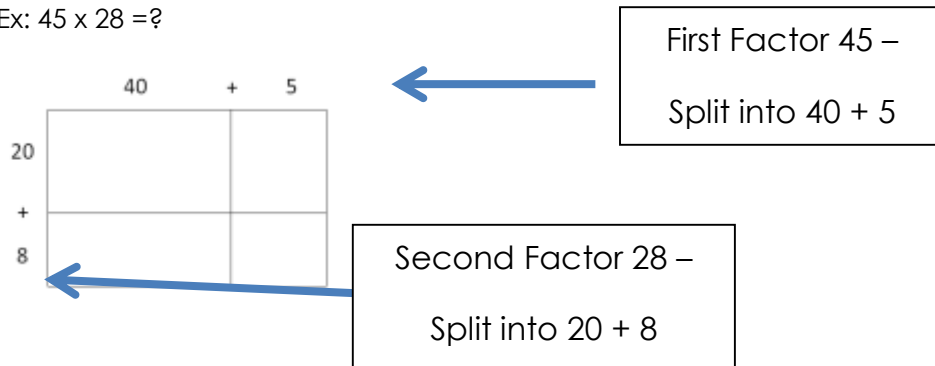 Ex: 45 x 28 =?
First Factor 45 –
Split into 40 + 5
40 + 5
20
+
8
Second Factor 28 –
Split into 20 + 8